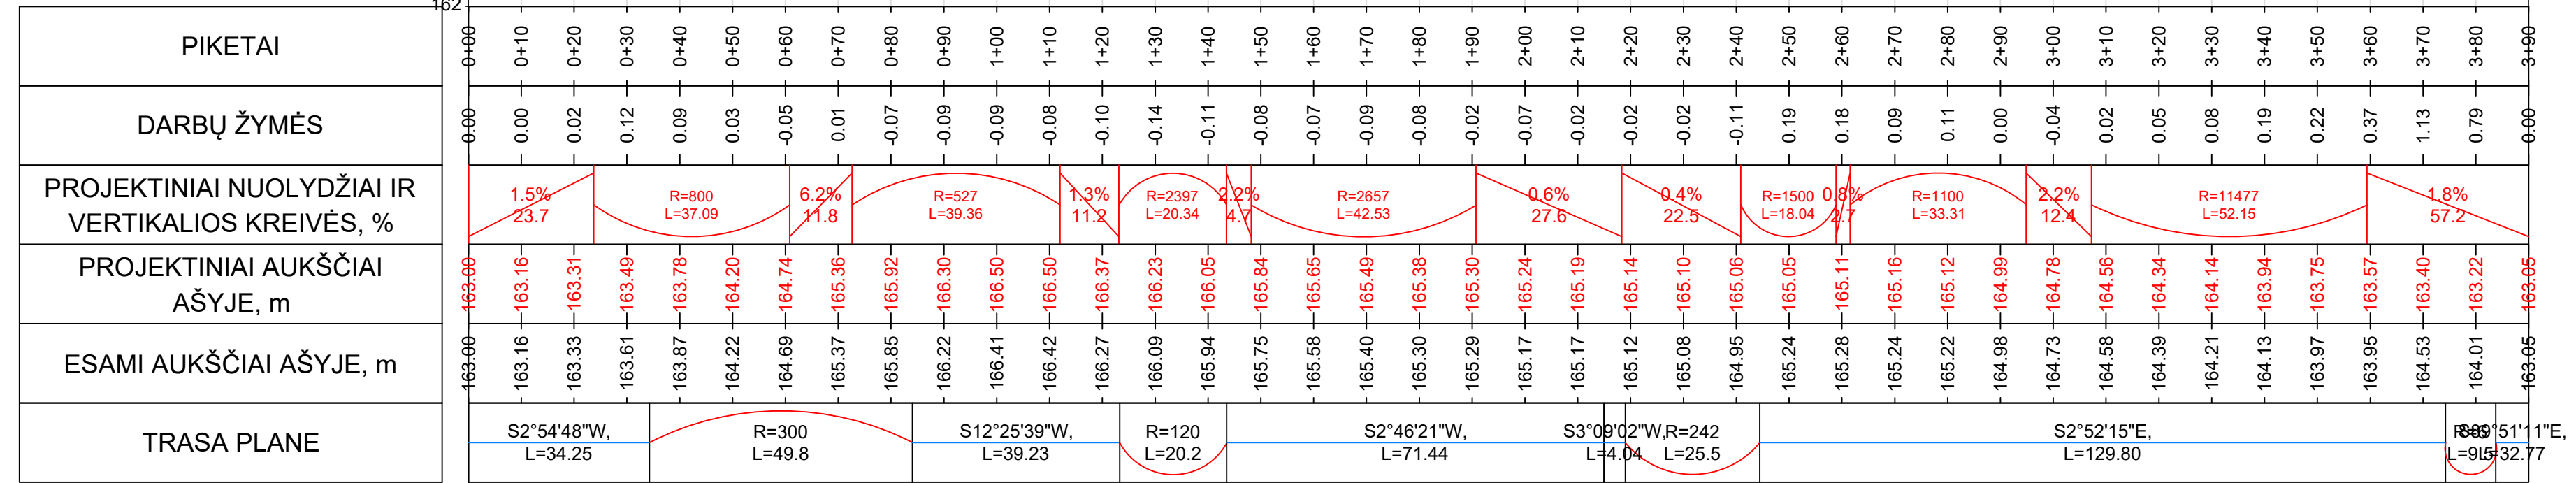 162
PIKETAI
0+00 0+10 0+20 0+30 0+40 0+50 0+60 0+70 0+80 0+90 1+00 1+10 1+20 1+30 1+40 1+50 1+60 1+70 1+80 1+90 2+00 2+10 2+20 2+30 2+40 2+50 2+60 2+70 2+80 2+90 3+00 3+10 3+20 3+30 3+40 3+50 3+60 3+70 3+80 3+90
DARBŲ ŽYMĖS
0.00 0.00 0.02 0.12 0.09 0.03 -0.05 0.01 -0.07 -0.09 -0.09 -0.08 -0.10 -0.14 -0.11 -0.08 -0.07 -0.09 -0.08 -0.02 -0.07 -0.02 -0.02 -0.02 -0.11 0.19 0.18 0.09 0.11 0.00 -0.04 0.02 0.05 0.08 0.19 0.22 0.37 1.13 0.79 0.00
PROJEKTINIAI NUOLYDŽIAI IR
VERTIKALIOS KREIVĖS, %
1.5% R=800 6.2% R=527 1.3% R=2397 2.2% R=2657 0.6% 0.4% R=1500 0.8% R=1100 2.2% R=11477 1.8%
23.7 L=37.09 11.8 L=39.36 11.2 L=20.34 4.7 L=42.53 27.6 22.5 L=18.04 2.7 L=33.31 12.4 L=52.15 57.2
PROJEKTINIAI AUKŠČIAI
AŠYJE, m
163.00 163.16 163.31 163.49 163.78 164.20 164.74 165.36 165.92 166.30 166.50 166.50 166.37 166.23 166.05 165.84 165.65 165.49 165.38 165.30 165.24 165.19 165.14 165.10 165.06 165.05 165.11 165.16 165.12 164.99 164.78 164.56 164.34 164.14 163.94 163.75 163.57 163.40 163.22 163.05
ESAMI AUKŠČIAI AŠYJE, m
163.00 163.16 163.33 163.61 163.87 164.22 164.69 165.37 165.85 166.22 166.41 166.42 166.27 166.09 165.94 165.75 165.58 165.40 165.30 165.29 165.17 165.17 165.12 165.08 164.95 165.24 165.28 165.24 165.22 164.98 164.73 164.58 164.39 164.21 164.13 163.97 163.95 164.53 164.01 163.05
TRASA PLANE
S2°54'48"W, R=300 S12°25'39"W, R=120 S2°46'21"W, S3°09'02"W, R=242 S2°52'15"E, S89°51'11"E,
L=34.25 L=49.8 L=39.23 L=20.2 L=71.44 L=4.04 L=25.5 L=129.80 L=9.5 L=32.77